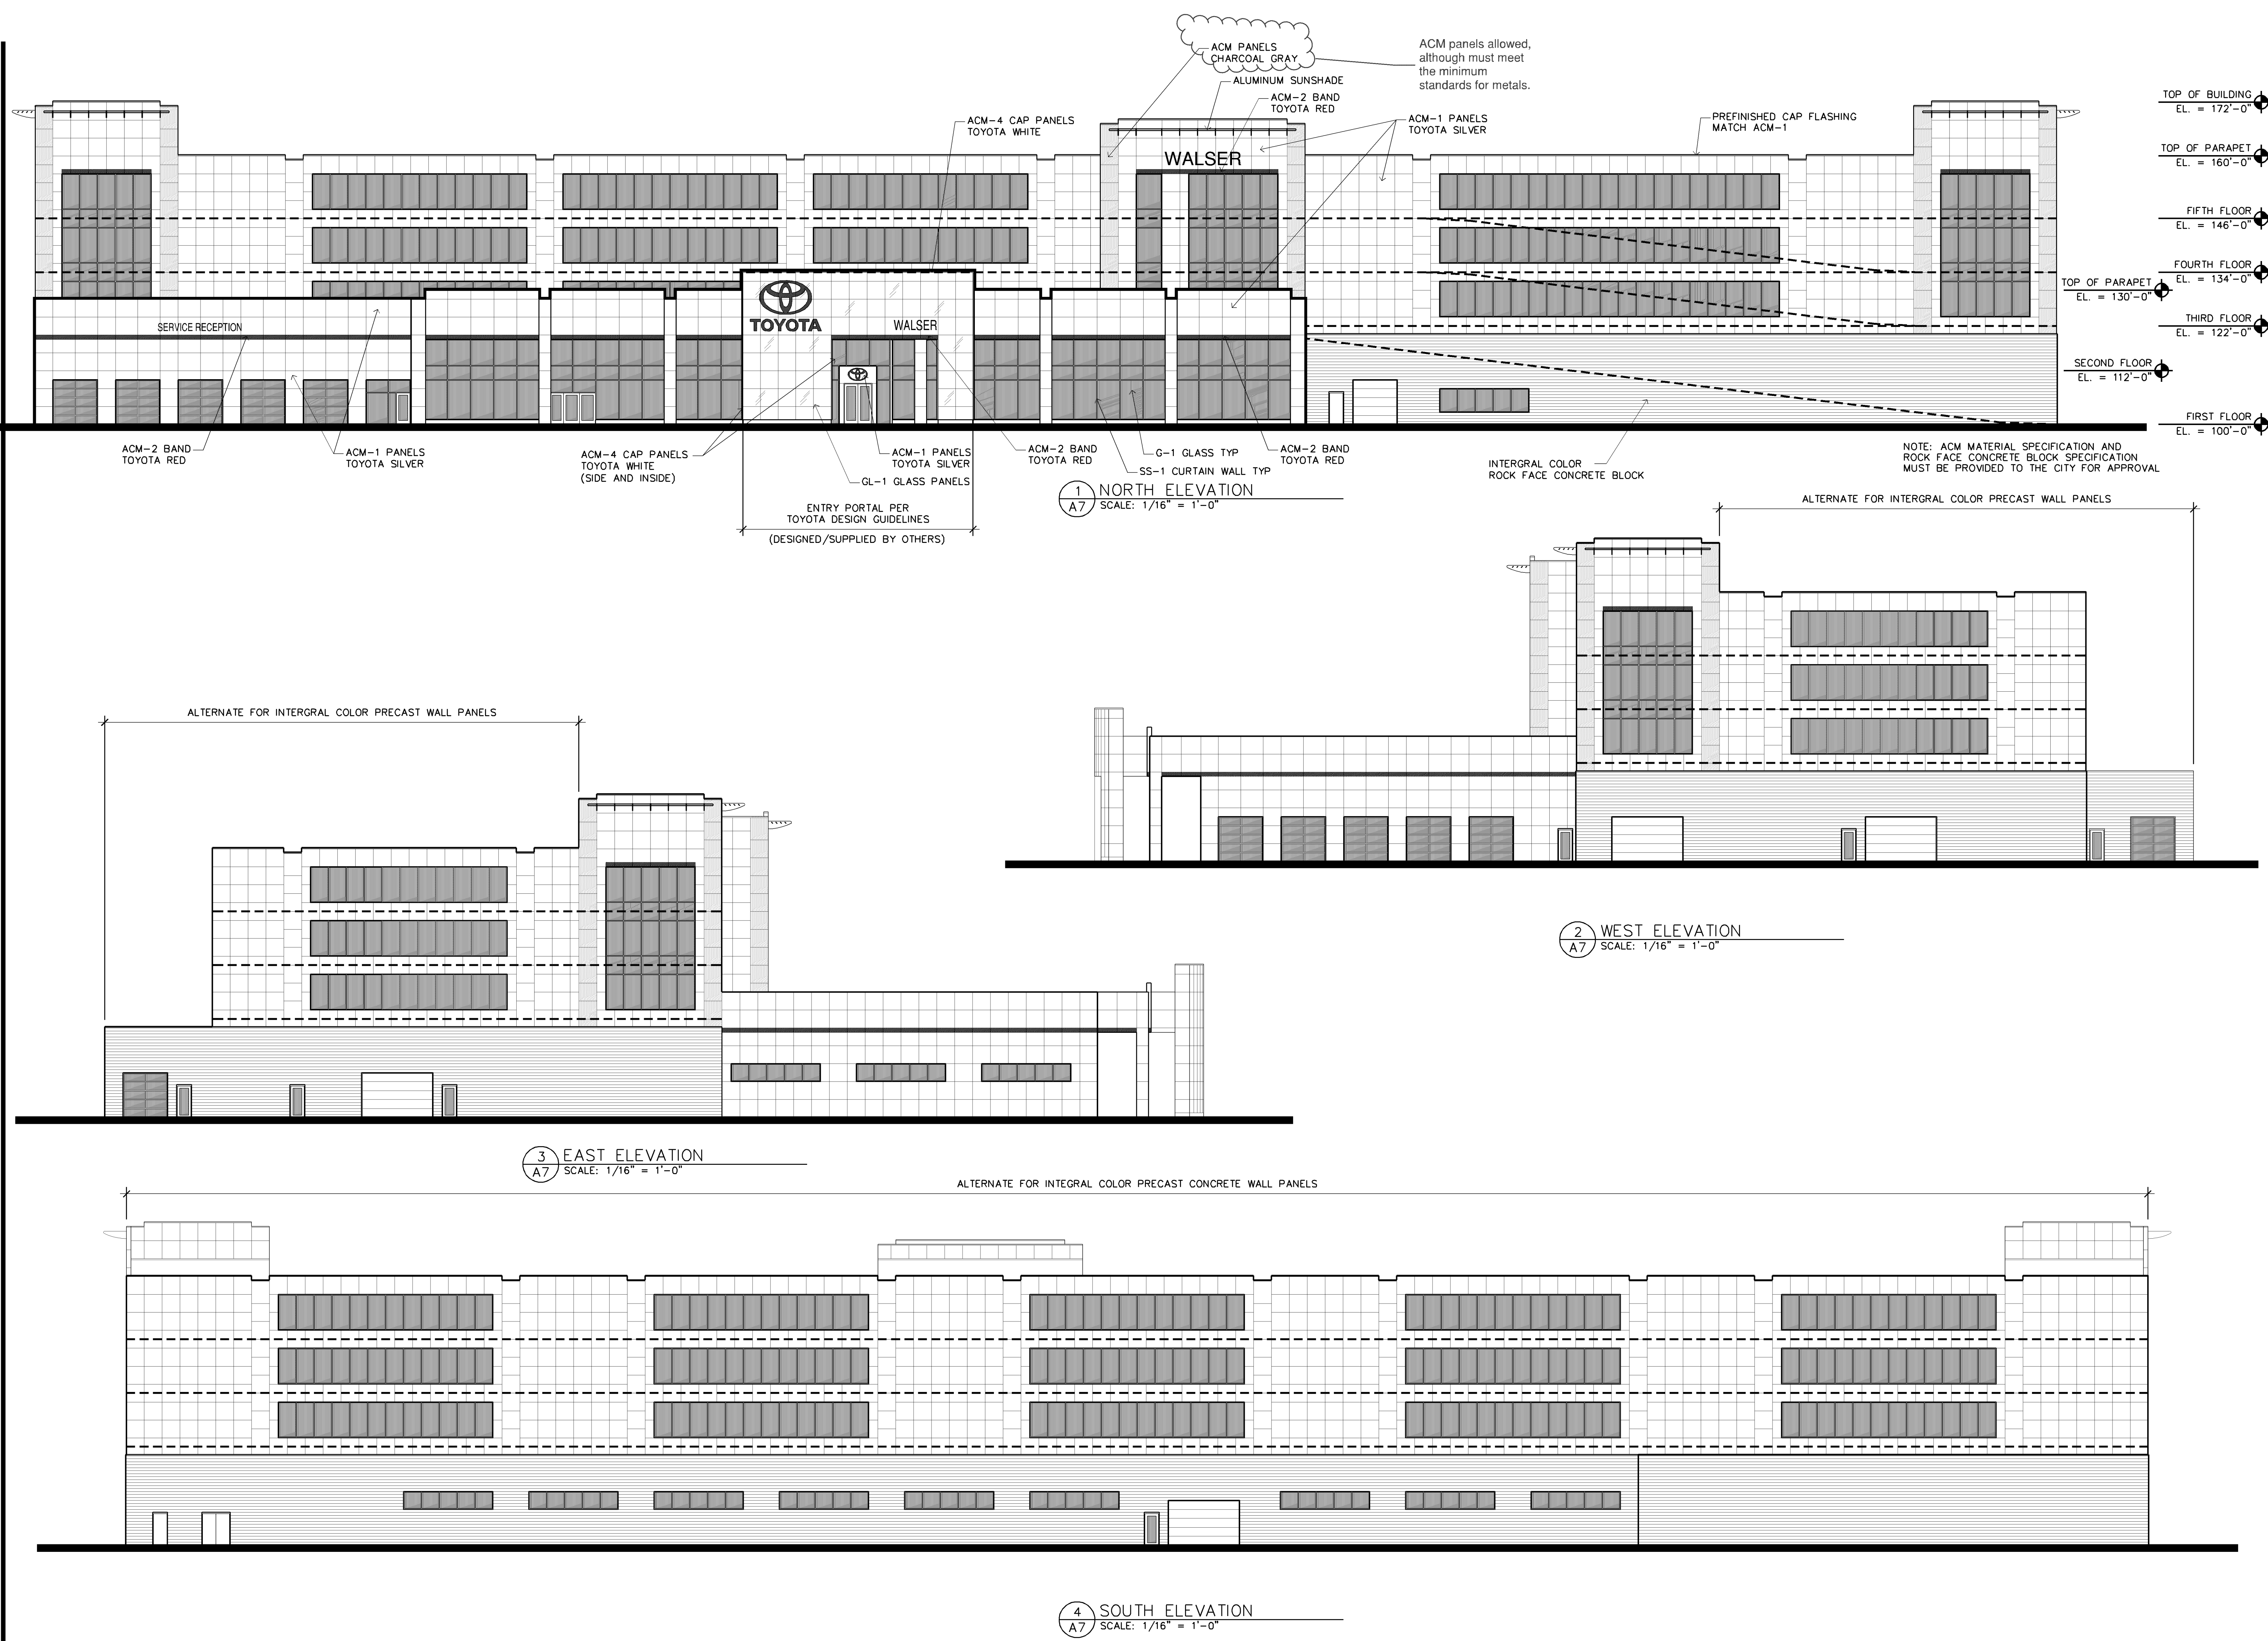 ACM PANELS
CHARCOAL GRAY
ACM panels allowed,
although must meet
the minimum
standards for metals.
ALUMINUM SUNSHADE
ACM-2 BAND
TOYOTA RED
ACM-4 CAP PANELS
TOYOTA WHITE
ACM-1 PANELS
TOYOTA SILVER
PREFINISHED CAP FLASHING
MATCH ACM-1
TOP OF BUILDING
EL. = 172'-0"
TOP OF PARAPET
EL. = 160'-0"
FIFTH FLOOR
EL. = 146'-0"
FOURTH FLOOR
EL. = 134'-0"
TOP OF PARAPET
EL. = 130'-0"
THIRD FLOOR
EL. = 122'-0"
SECOND FLOOR
EL. = 112'-0"
FIRST FLOOR
EL. = 100'-0"
WALSER
SERVICE RECEPTION
TOYOTA
WALSER
ACM-2 BAND
TOYOTA RED
ACM-1 PANELS
TOYOTA SILVER
ACM-4 CAP PANELS
TOYOTA WHITE
(SIDE AND INSIDE)
ACM-1 PANELS
TOYOTA SILVER
GL-1 GLASS PANELS
ACM-2 BAND
TOYOTA RED
G-1 GLASS TYP
SS-1 CURTAIN WALL TYP
ACM-2 BAND
TOYOTA RED
INTERGRAL COLOR
ROCK FACE CONCRETE BLOCK
NOTE: ACM MATERIAL SPECIFICATION AND
ROCK FACE CONCRETE BLOCK SPECIFICATION
MUST BE PROVIDED TO THE CITY FOR APPROVAL
ENTRY PORTAL PER
TOYOTA DESIGN GUIDELINES
(DESIGNED/SUPPLIED BY OTHERS)
1
A7
NORTH ELEVATION
SCALE: 1/16" = 1'-0"
ALTERNATE FOR INTERGRAL COLOR PRECAST WALL PANELS
2
A7
WEST ELEVATION
SCALE: 1/16" = 1'-0"
ALTERNATE FOR INTERGRAL COLOR PRECAST WALL PANELS
3
A7
EAST ELEVATION
SCALE: 1/16" = 1'-0"
ALTERNATE FOR INTEGRAL COLOR PRECAST CONCRETE WALL PANELS
4
A7
SOUTH ELEVATION
SCALE: 1/16" = 1'-0"